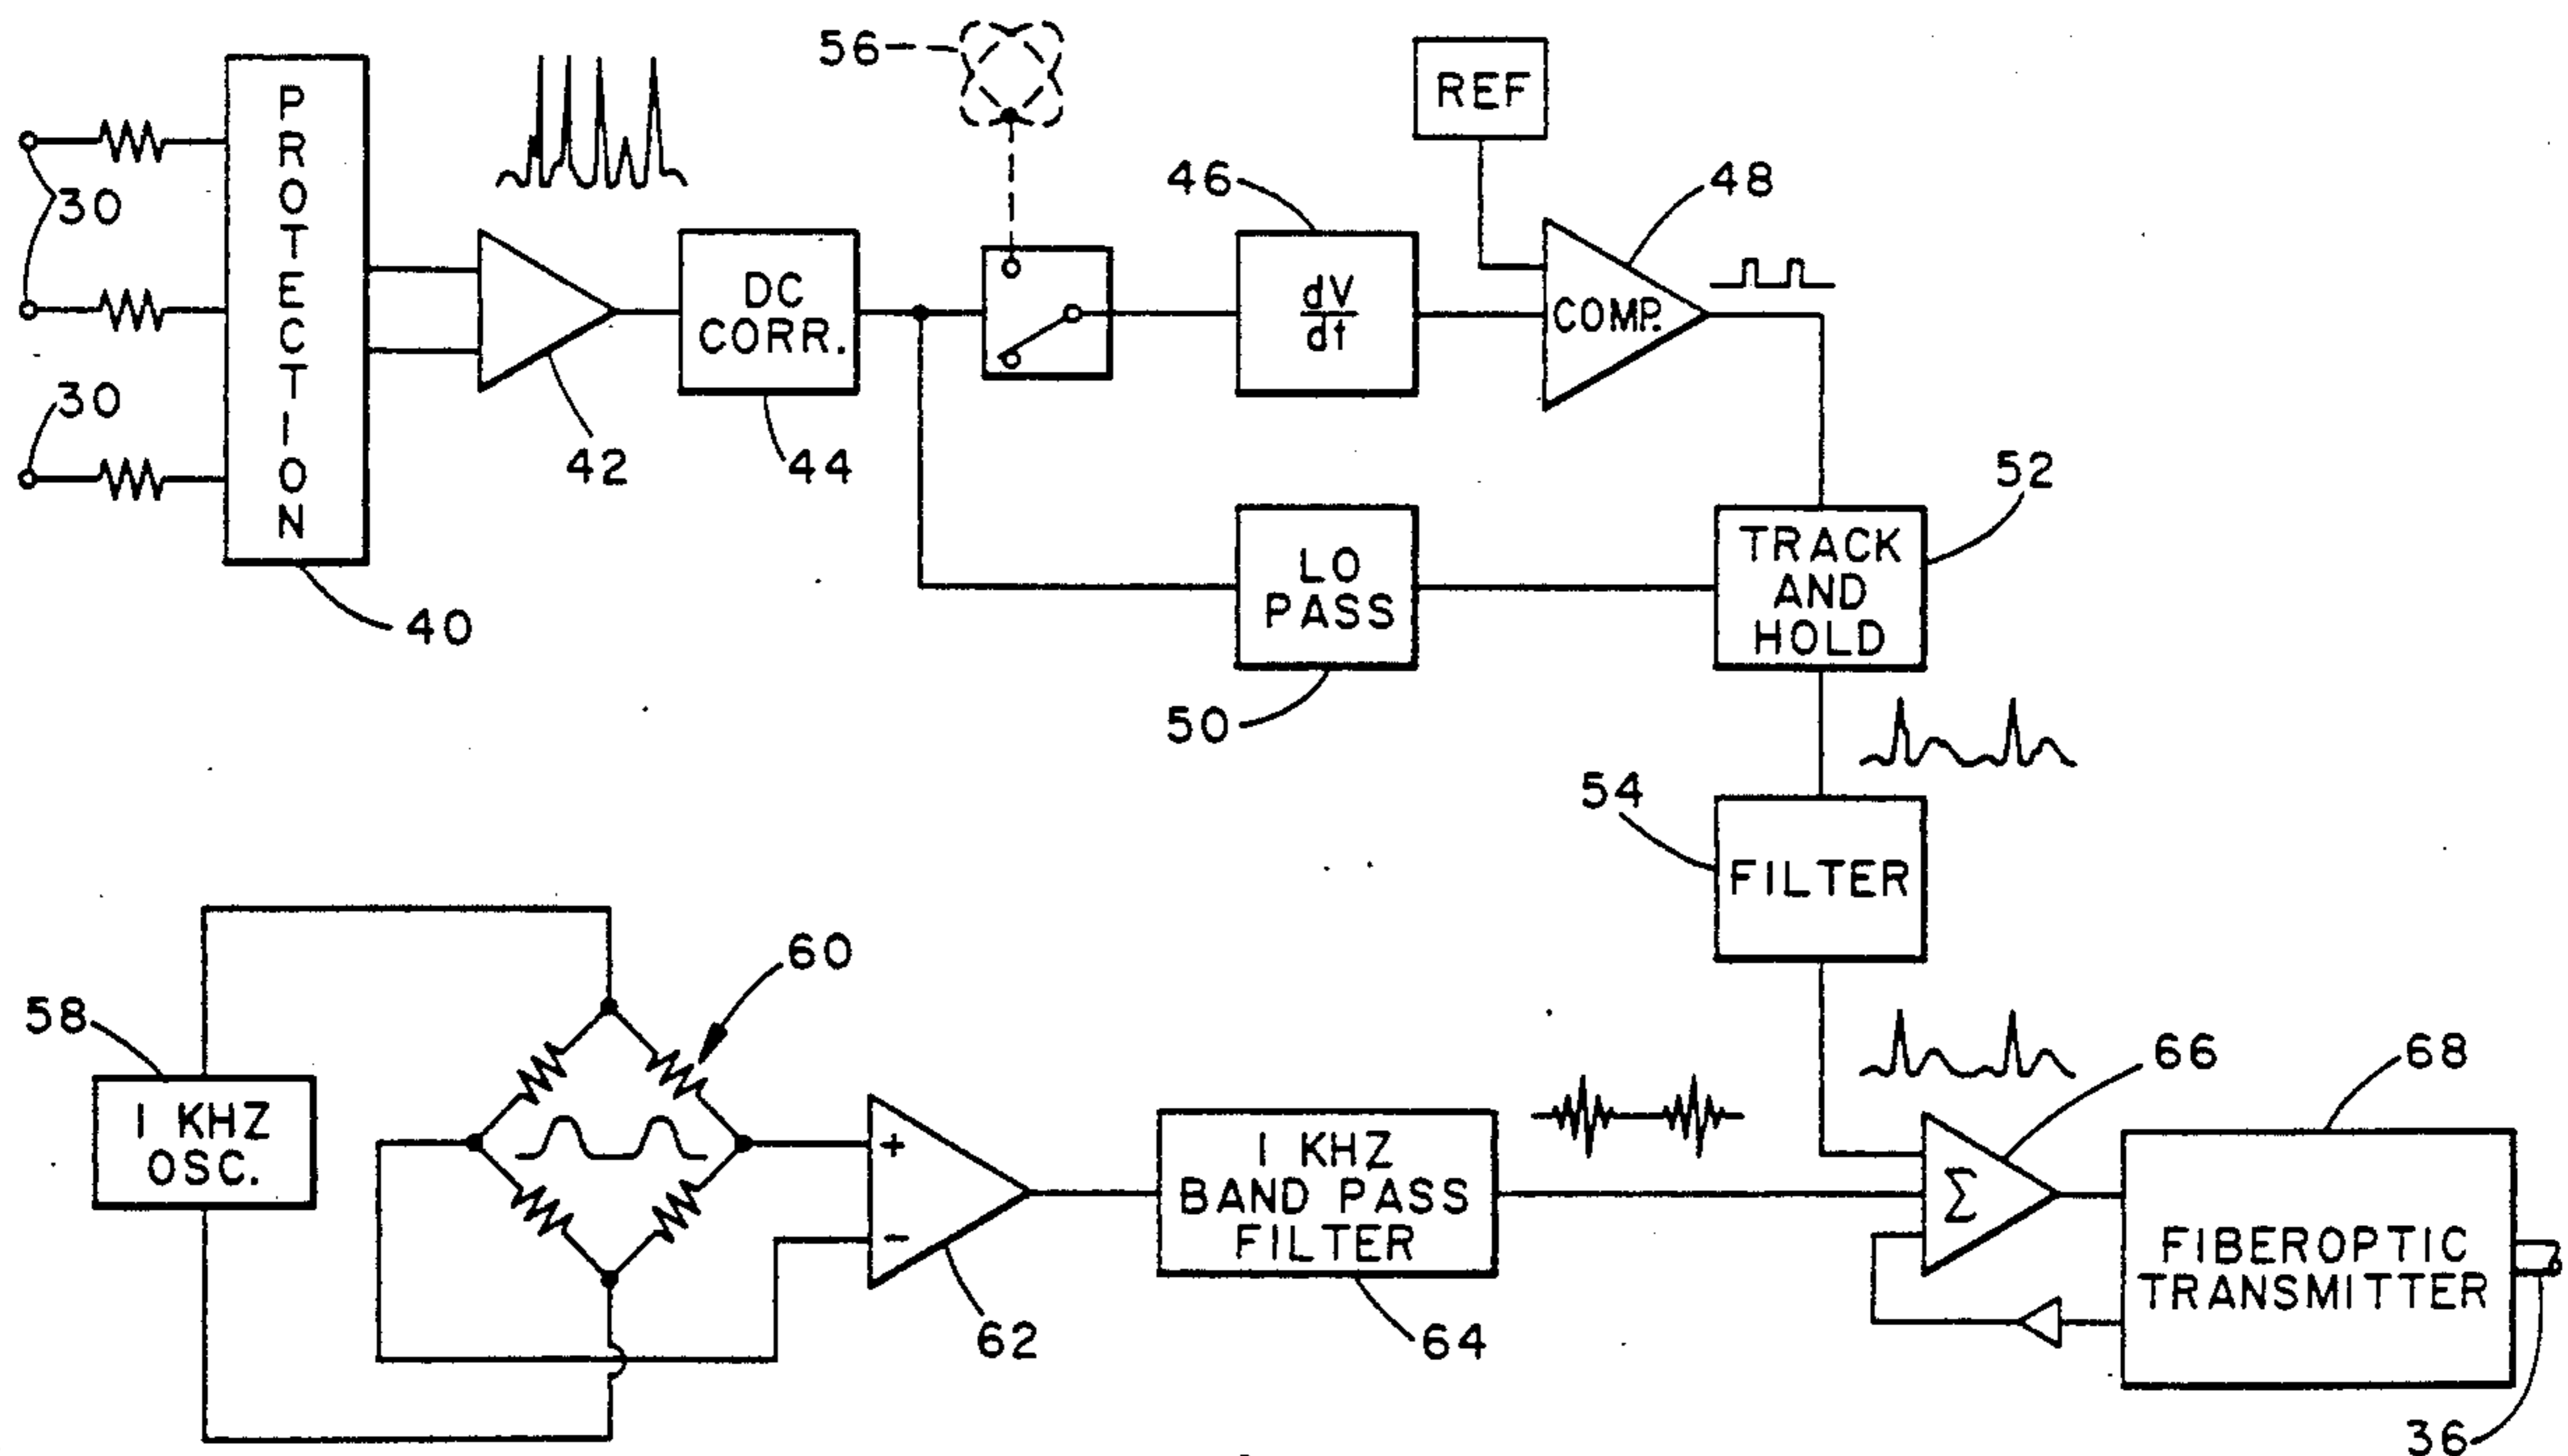 56
REF
PROTECTION
30
30
46
48
DC
CORR.
dV
dt
COMP.
42
44
52
LO
PASS
TRACK
AND
HOLD
40
50
54
FILTER
60
58
1 KHZ
OSC.
66
68
+
-
1 KHZ
BAND PASS
FILTER
Σ
FIBEROPTIC
TRANSMITTER
62
64
36